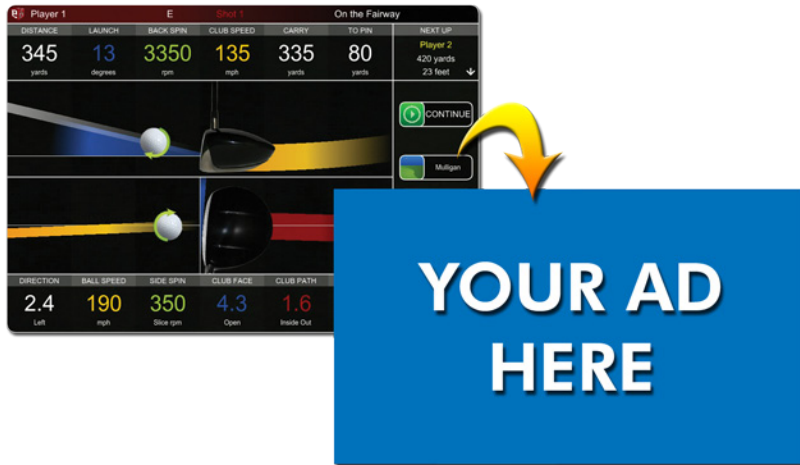 Player 1 E Shot 1 On the Fairway
DISTANCE LAUNCH BACK SPIN CLUB SPEED CARRY TO PIN NEXT UP
345 13 3350 135 335 80
yards degrees rpm mph yards yards
Player 2
420 yards
23 feet
CONTINUE
Mulligan
DIRECTION BALL SPEED SIDE SPIN CLUB FACE CLUB PATH
2.4 190 350 4.3 1.6
Left mph Slice rpm Open Inside Out
YOUR AD
HERE